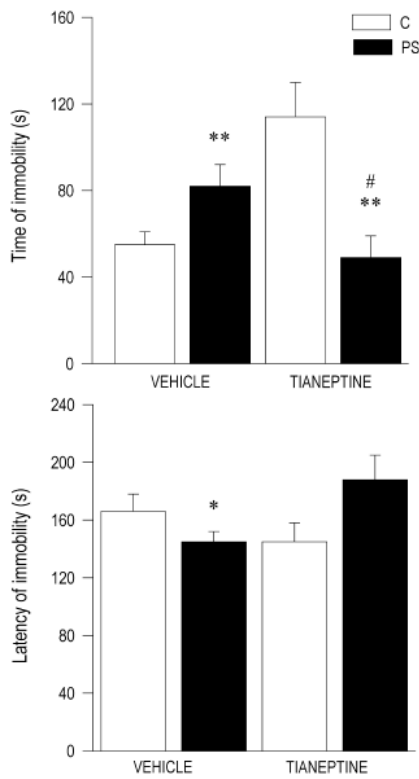 C
PS
160
120
80
40
0
Time of immobility (s)
**
#
**
VEHICLE TIANEPTINE
240
200
160
120
80
40
0
Latency of immobility (s)
*
VEHICLE TIANEPTINE